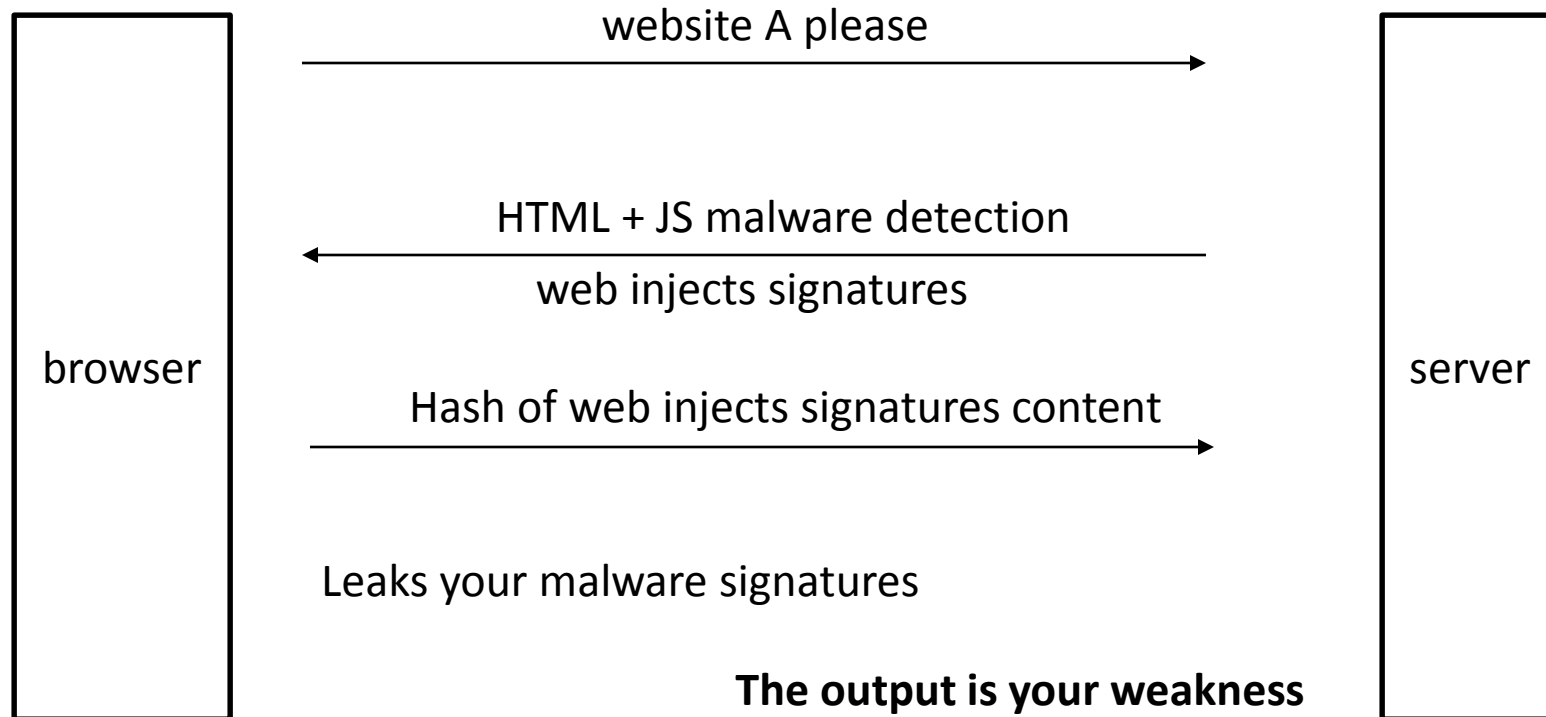 website A please
HTML + JS malware detection
web injects signatures
browser
server
Hash of web injects signatures content
Leaks your malware signatures
The output is your weakness